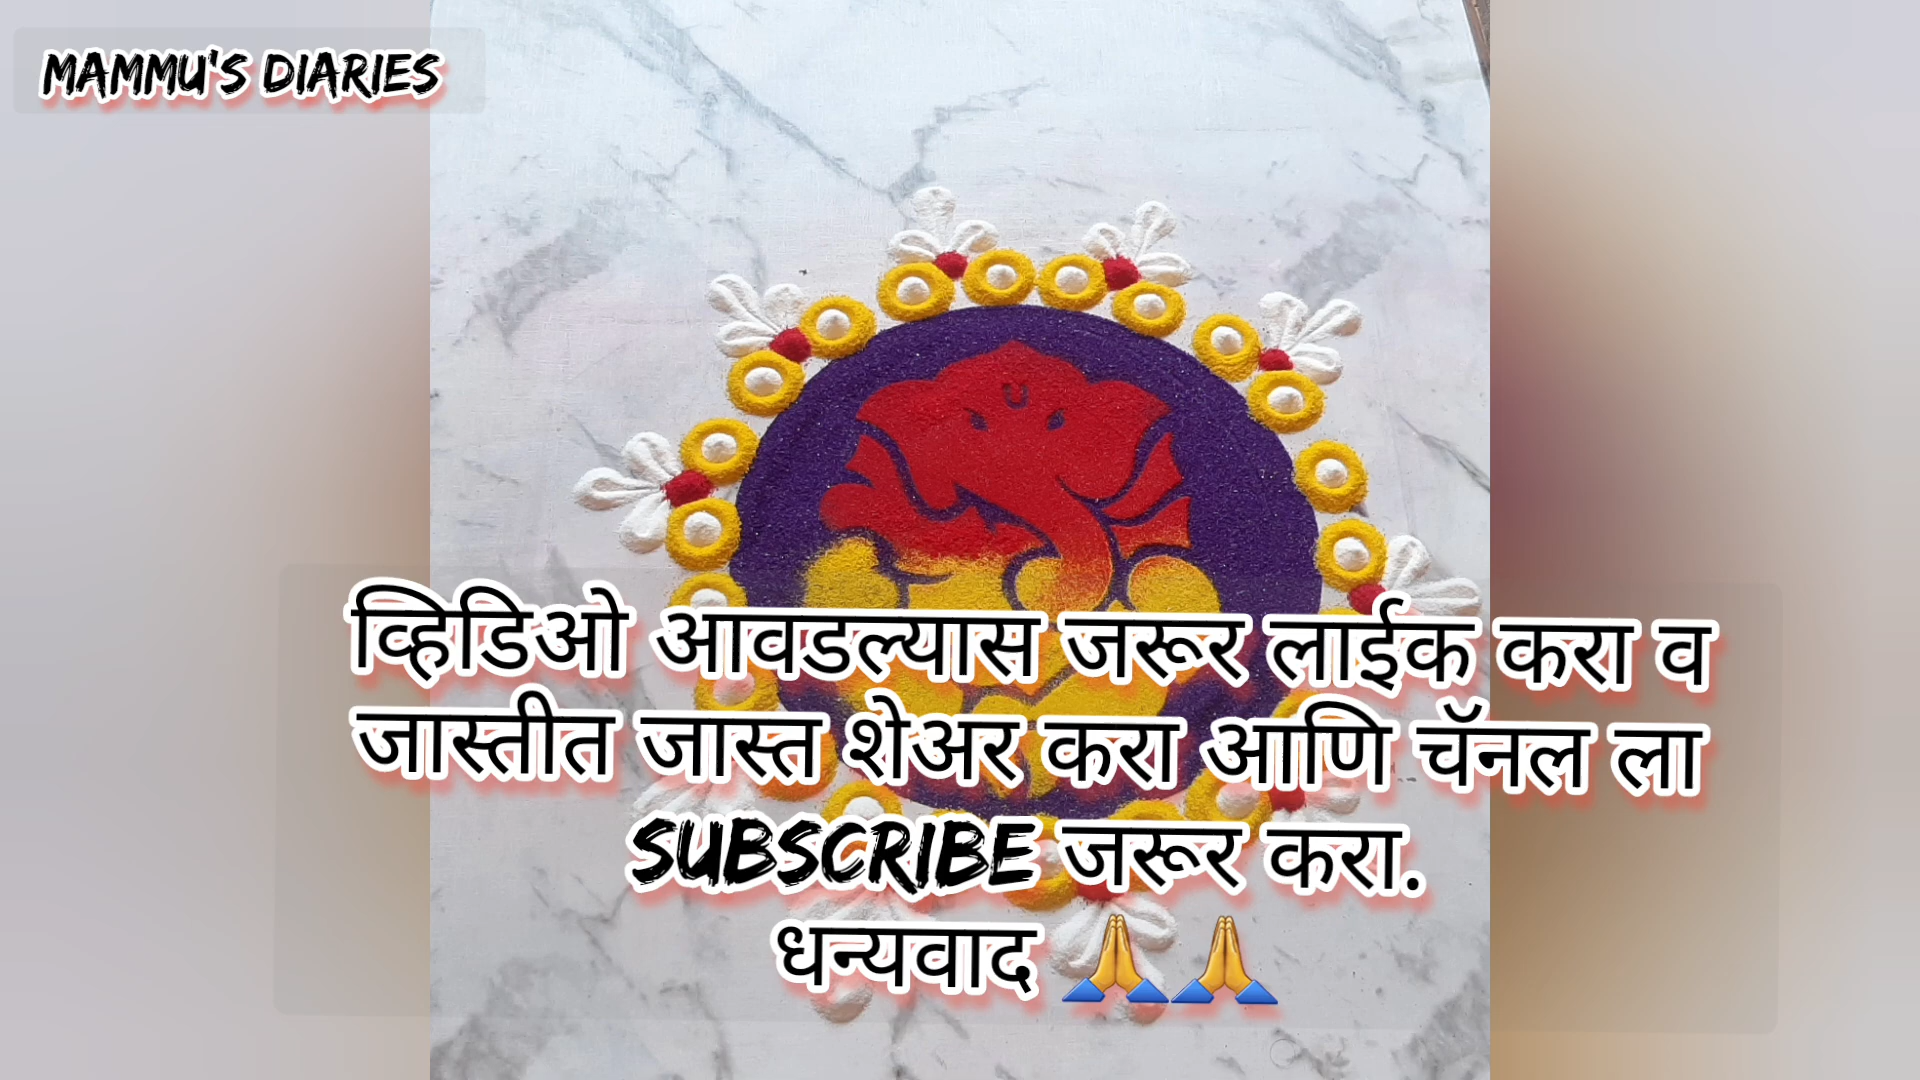 MAMMU'S DIARIES
व्हिडिओ आवडल्यास जरूर लाईक करा व
जास्तीत जास्त शेअर करा आणि चॅनल ला
SUBSCRIBE जरूर करा.
धन्यवाद 🙏🙏